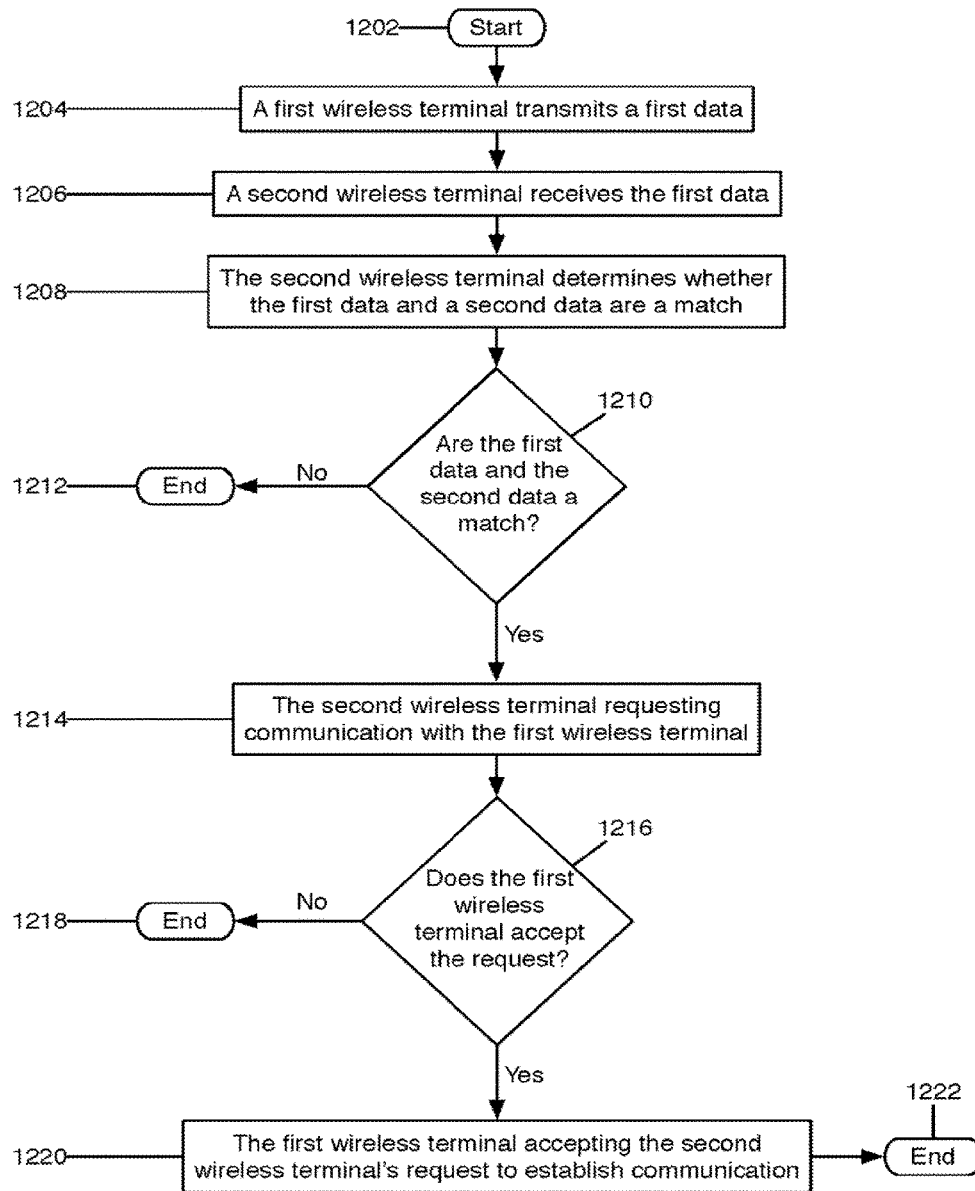 1202
Start
1204
A first wireless terminal transmits a first data
1206
A second wireless terminal receives the first data
1208
The second wireless terminal determines whether
the first data and a second data are a match
1210
Are the first
data and the
second data a
match?
No
1212
End
Yes
1214
The second wireless terminal requesting
communication with the first wireless terminal
1216
Does the first
wireless
terminal accept
the request?
No
1218
End
Yes
1222
1220
The first wireless terminal accepting the second
wireless terminal's request to establish communication
End